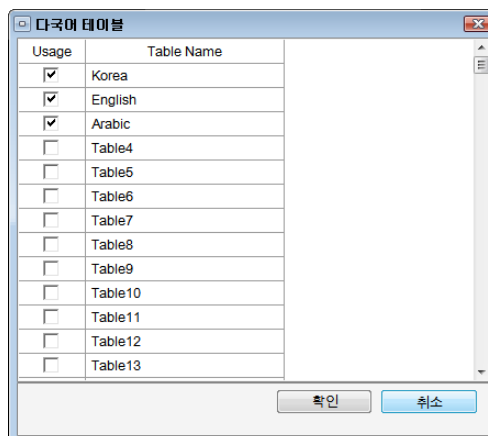 다국어 테이블
Usage Table Name
Korea
English
Arabic
Table4
Table5
Table6
Table7
Table8
Table9
Table10
Table11
Table12
Table13
확인 취소